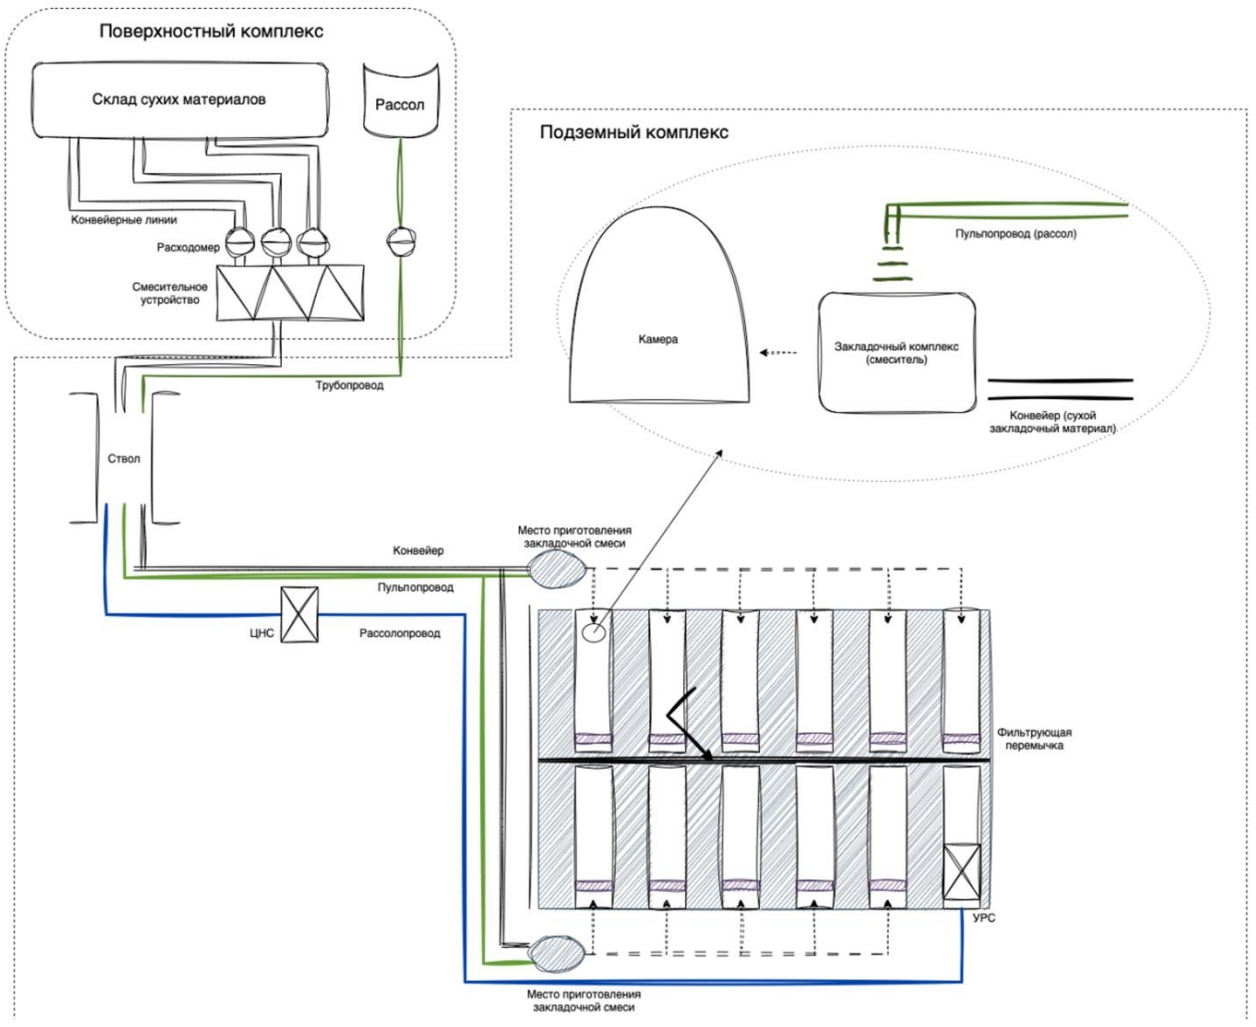 Поверхностный комплекс
Склад сухих материалов
Рассол
Конвейерные линии
Расходомер
Смесительное
устройство
Трубопровод
Подземный комплекс
Пульпопровод (рассол)
Камера
Закладочный комплекс
(смеситель)
Конвейер (сухой
закладочный материал)
Ствол
Место приготовления
закладочной смеси
Конвейер
Пульпопровод
ЦНС
Рассолопровод
Фильтрующая
перемычка
УРС
Место приготовления
закладочной смеси